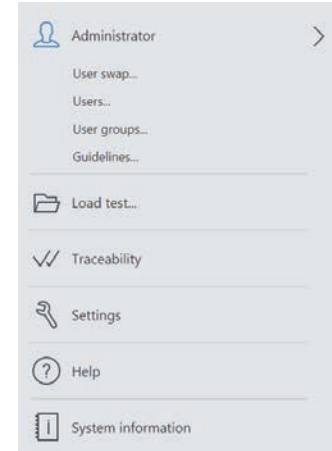 Administrator
User swap...
Users...
User groups...
Guidelines...
Load test...
Traceability
Settings
Help
System information